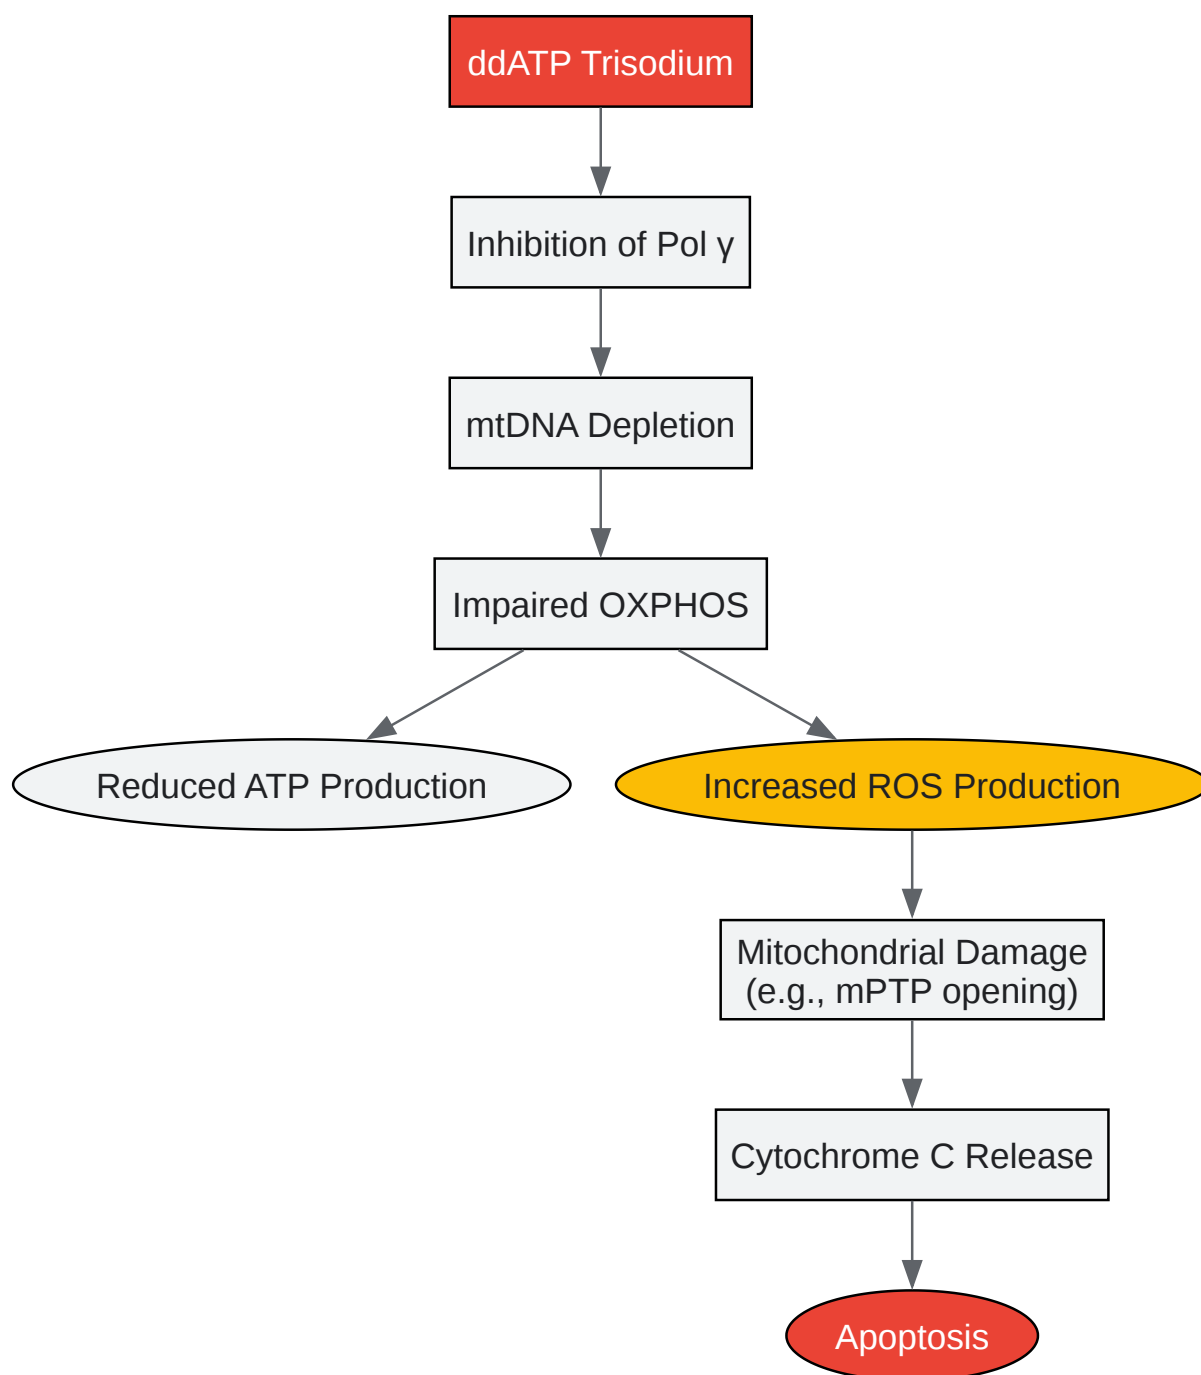 ddATP Trisodium
Inhibition of Pol γ
mtDNA Depletion
Impaired OXPHOS
Reduced ATP Production
Increased ROS Production
Mitochondrial Damage
(e.g., mPTP opening)
Cytochrome C Release
Apoptosis